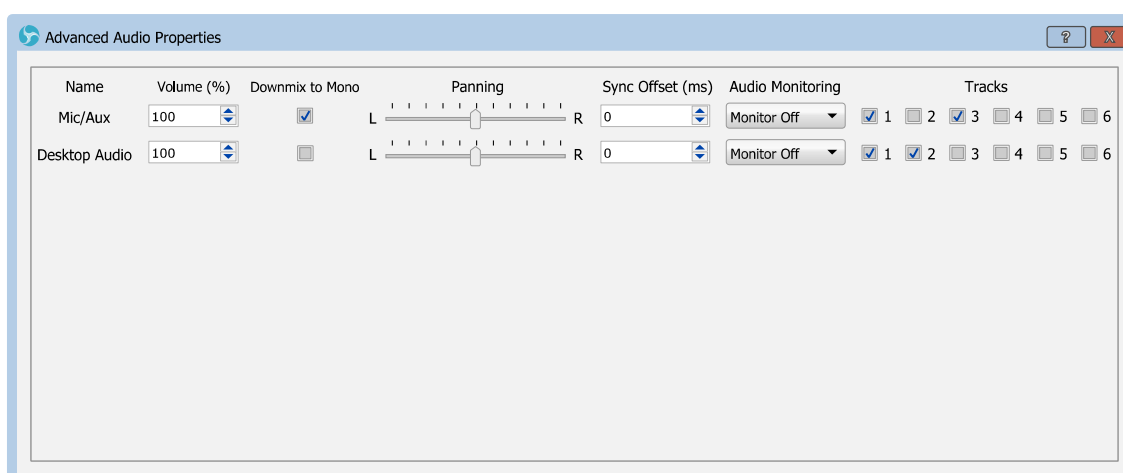 Advanced Audio Properties ? X
Name Volume (%) Downmix to Mono Panning Sync Offset (ms) Audio Monitoring Tracks
Mic/Aux 100 L R 0 Monitor Off 1 2 3 4 5 6
Desktop Audio 100 L R 0 Monitor Off 1 2 3 4 5 6